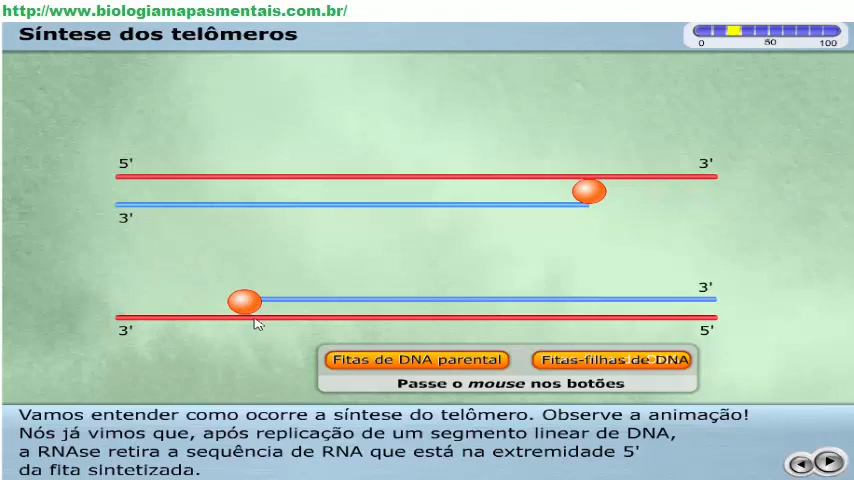 http://www.biologiamapasmentais.com.br/
Síntese dos telômeros
0 50 100
5' 3'
3'
3'
3' 5'
Fitas de DNA parental Fitas-filhas de DNA
Passe o mouse nos botões
Vamos entender como ocorre a síntese do telômero. Observe a animação!
Nós já vimos que, após replicação de um segmento linear de DNA,
a RNAse retira a sequência de RNA que está na extremidade 5'
da fita sintetizada.